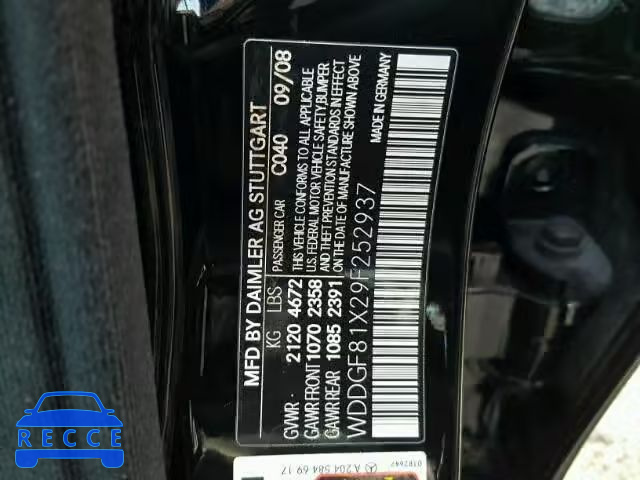 MFD BY DAIMLER AG STUTTGART
KG LBS PASSENGER CAR C040 09/08
GVWR 2120 4672 THIS VEHICLE CONFORMS TO ALL APPLICABLE
GAWR FRONT 1070 2358 U.S. FEDERAL MOTOR VEHICLE SAFETY, BUMPER
GAWR REAR 1085 2391 AND THEFT PREVENTION STANDARDS IN EFFECT
ON THE DATE OF MANUFACTURE SHOWN ABOVE
WDDGF81X29F252937 MADE IN GERMANY
A 204 584 69 17
RECCE